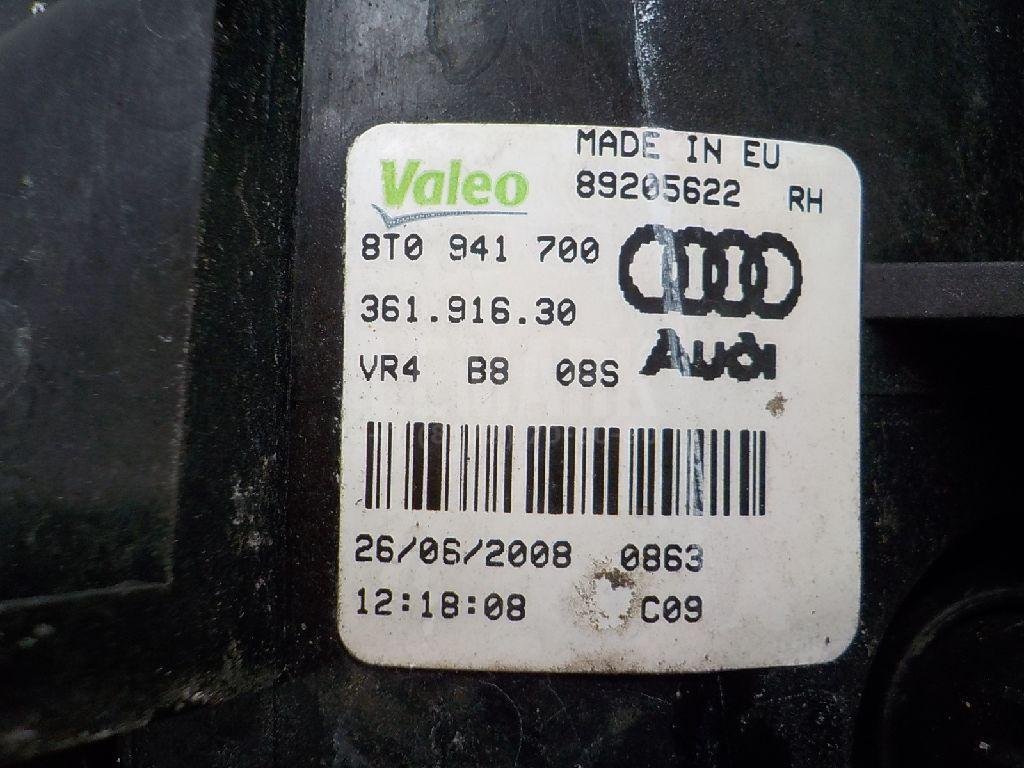 MADE IN EU
Valeo 89205622 RH
8T0 941 700
361.916.30
Audi
VR4 B8 08S
26/06/2008 0863
12:18:08 C09